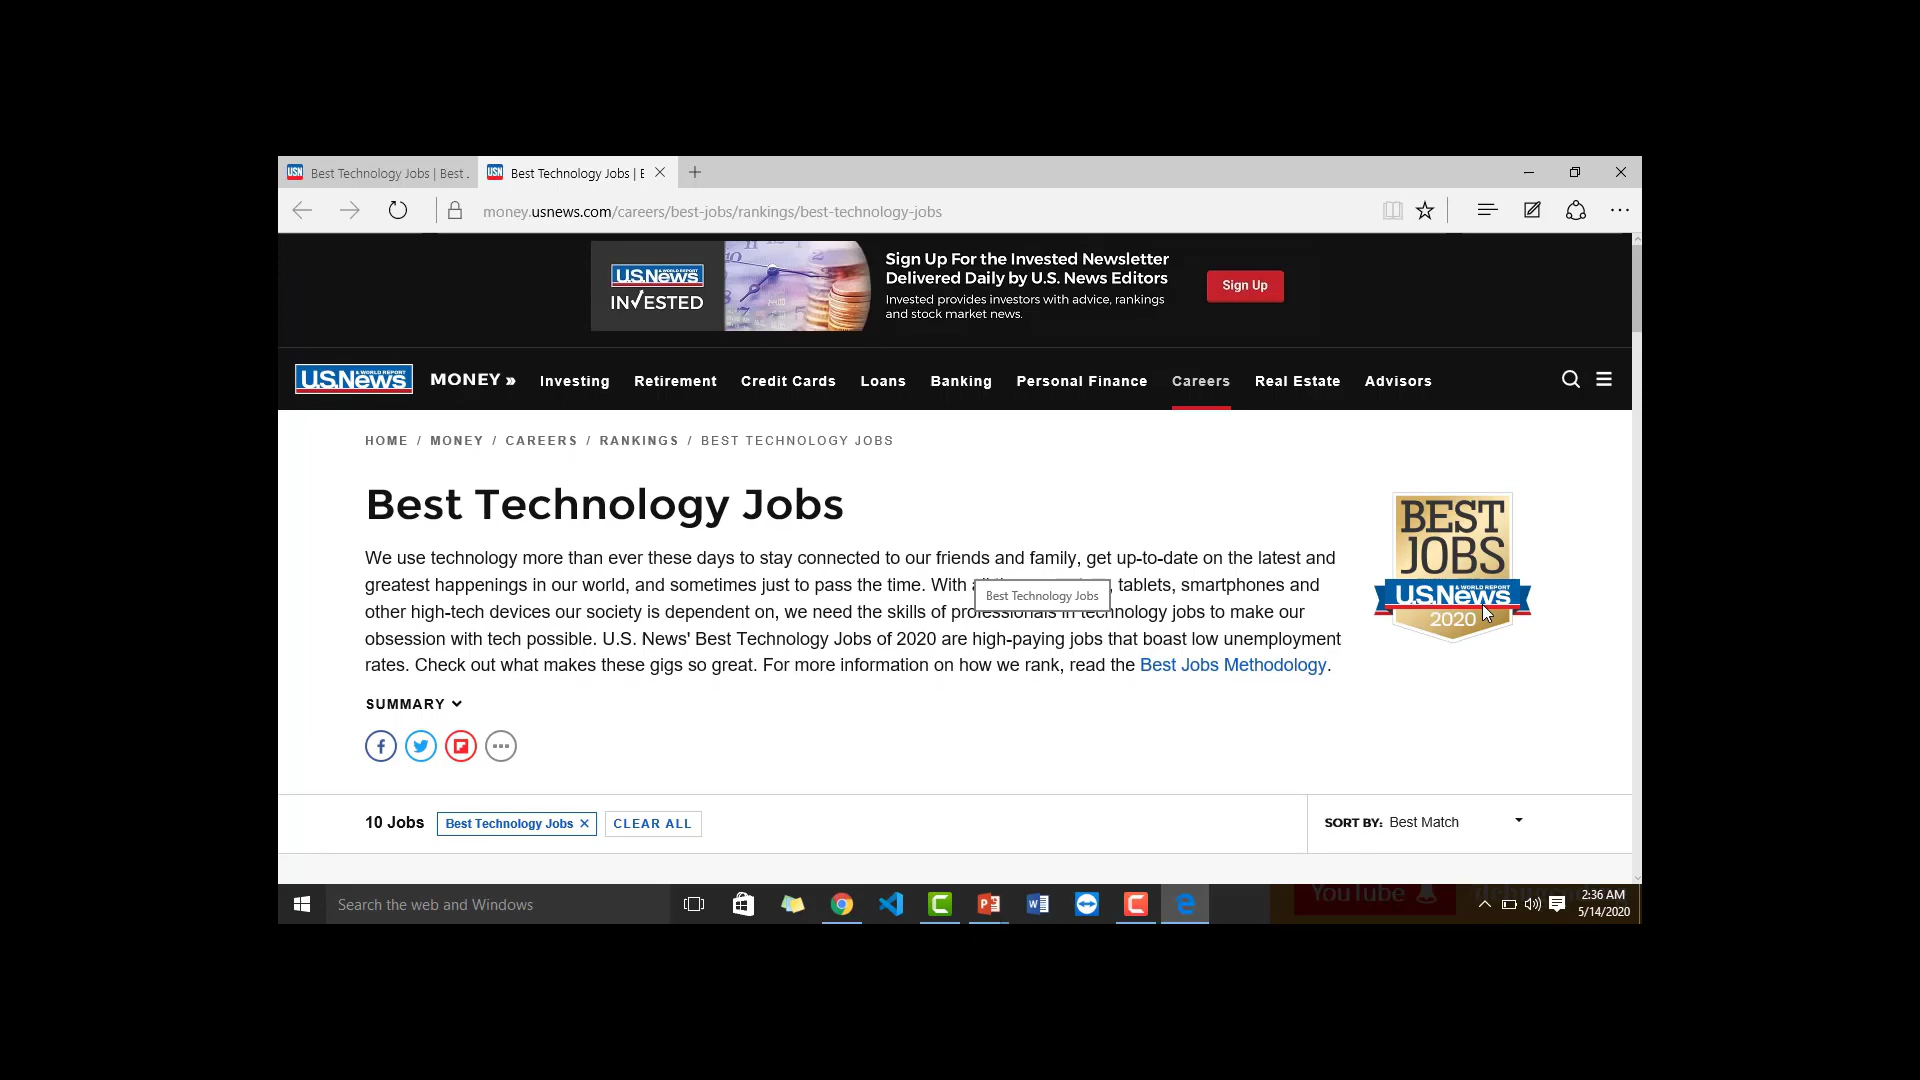 USN Best Technology Jobs | Best .
USN Best Technology Jobs | E
money.usnews.com/careers/best-jobs/rankings/best-technology-jobs
U.S.News
INVESTED
Sign Up For the Invested Newsletter
Delivered Daily by U.S. News Editors
Invested provides investors with advice, rankings
and stock market news.
Sign Up
U.S.News & WORLD REPORT MONEY » Investing Retirement Credit Cards Loans Banking Personal Finance Careers Real Estate Advisors
HOME / MONEY / CAREERS / RANKINGS / BEST TECHNOLOGY JOBS
Best Technology Jobs
We use technology more than ever these days to stay connected to our friends and family, get up-to-date on the latest and
greatest happenings in our world, and sometimes just to pass the time. With tablets, smartphones and
other high-tech devices our society is dependent on, we need the skills of professionals in technology jobs to make our
obsession with tech possible. U.S. News' Best Technology Jobs of 2020 are high-paying jobs that boast low unemployment
rates. Check out what makes these gigs so great. For more information on how we rank, read the Best Jobs Methodology.
Best Technology Jobs
BEST
JOBS
U.S.News & WORLD REPORT
2020
SUMMARY
10 Jobs Best Technology Jobs × CLEAR ALL
SORT BY: Best Match
Search the web and Windows
YouTube
2:36 AM
5/14/2020